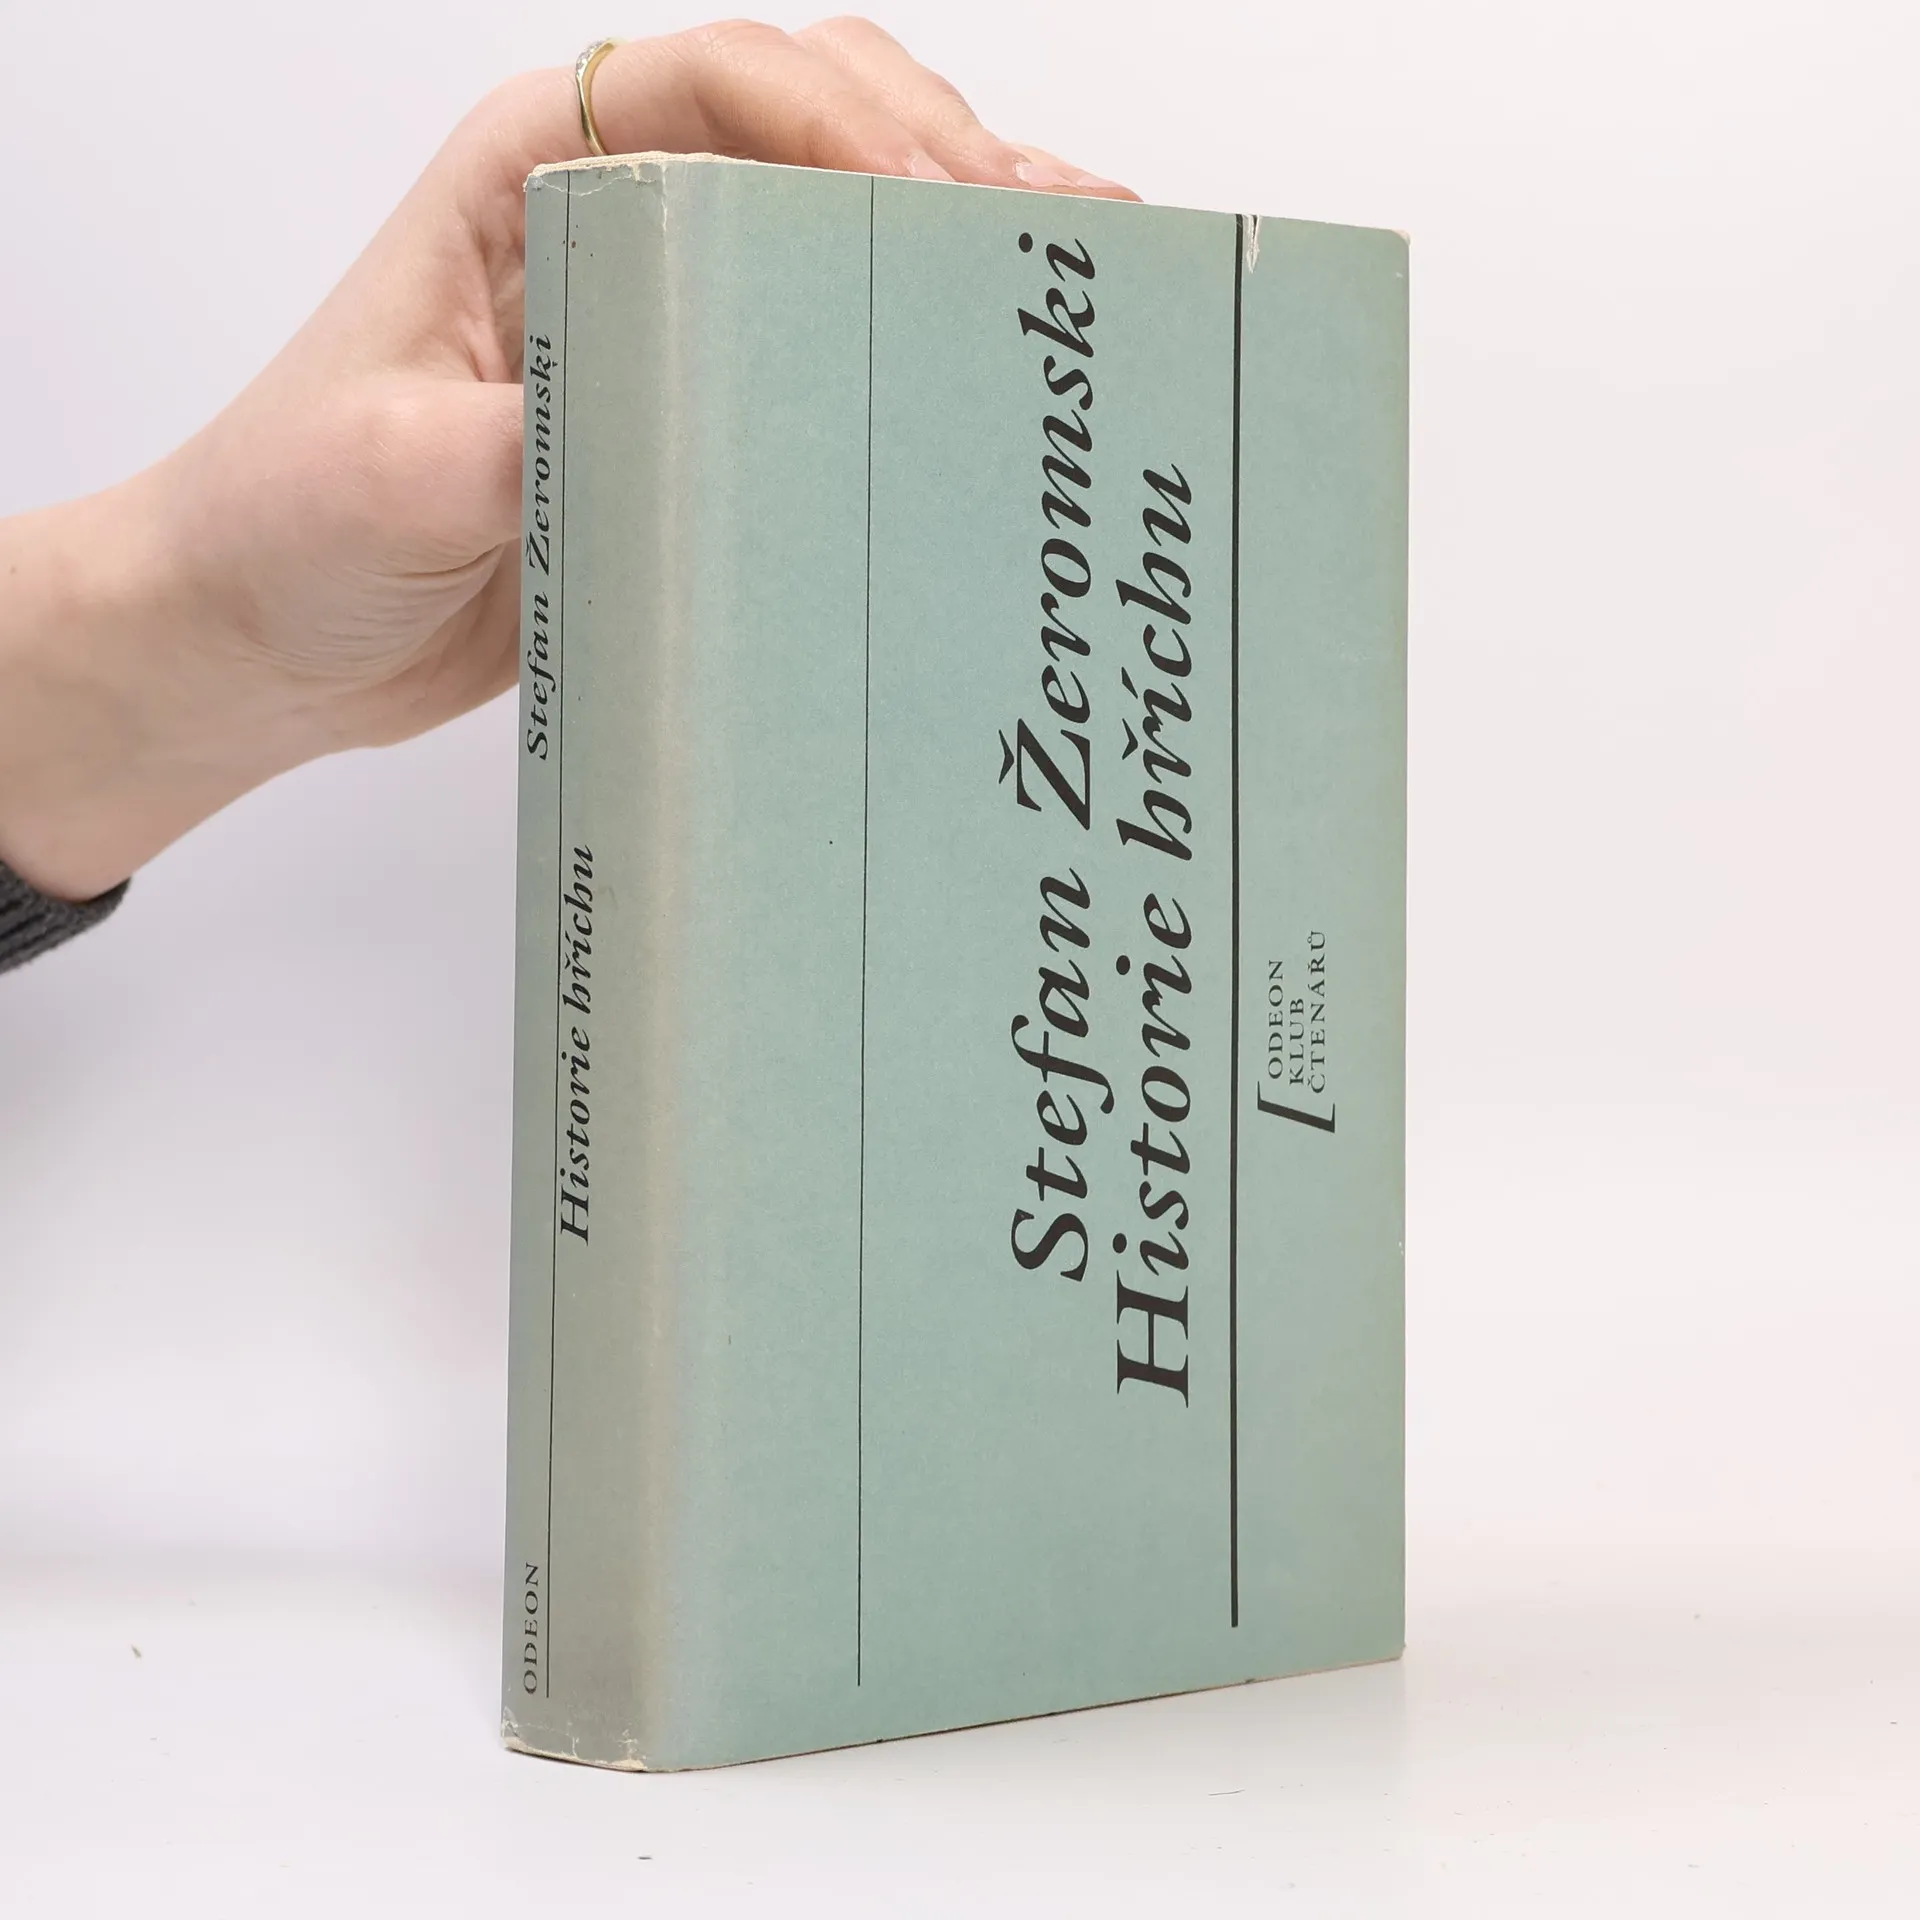 Stefan Žeromski
Historie hříchu
ODEON
Stefan Žeromski
Historie hříchu
ODEON
KLUB
ČTENÁŘŮ